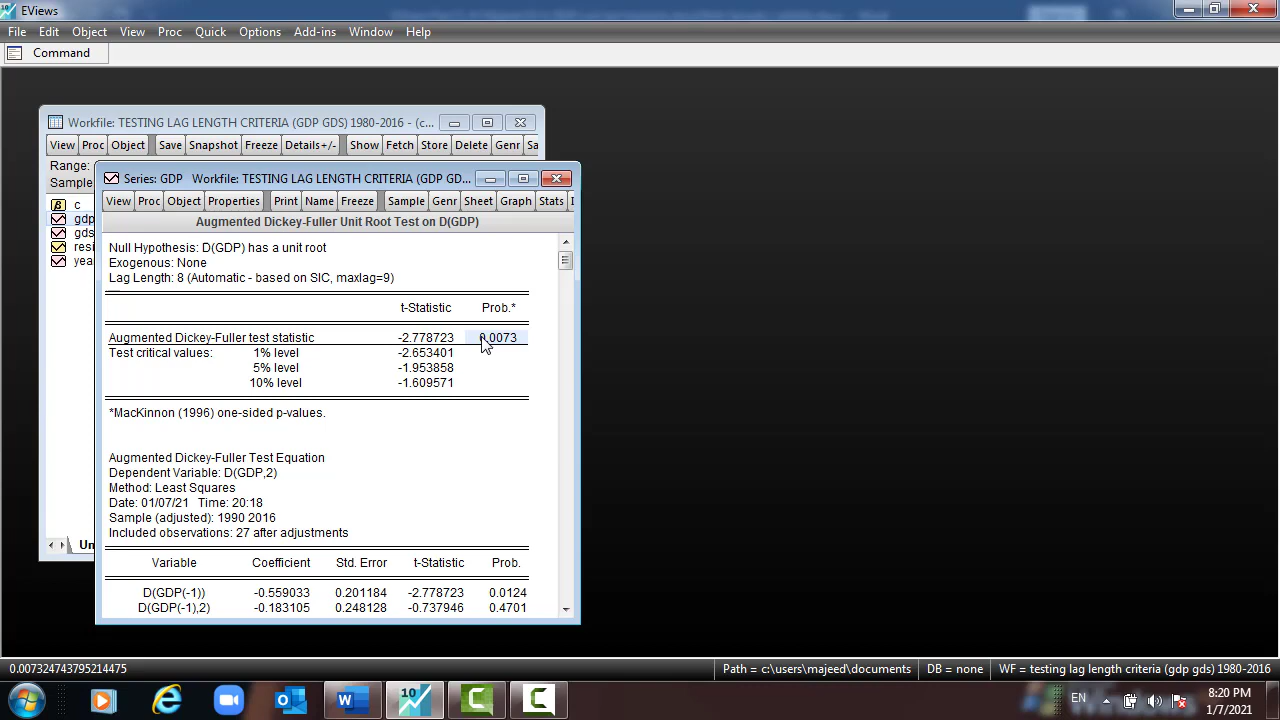 EViews
File Edit Object View Proc Quick Options Add-ins Window Help
Command
Workfile: TESTING LAG LENGTH CRITERIA (GDP GDS) 1980-2016 - (c...
View Proc Object Save Snapshot Freeze Details+/- Show Fetch Store Delete Genr Sa
Range:
Sample
c
gdp
gds
resi
yea
Un
Series: GDP Workfile: TESTING LAG LENGTH CRITERIA (GDP GD...
View Proc Object Properties Print Name Freeze Sample Genr Sheet Graph Stats I
Augmented Dickey-Fuller Unit Root Test on D(GDP)
Null Hypothesis: D(GDP) has a unit root
Exogenous: None
Lag Length: 8 (Automatic - based on SIC, maxlag=9)
t-Statistic Prob.*
Augmented Dickey-Fuller test statistic -2.778723 0.0073
Test critical values: 1% level -2.653401
5% level -1.953858
10% level -1.609571
*MacKinnon (1996) one-sided p-values.
Augmented Dickey-Fuller Test Equation
Dependent Variable: D(GDP,2)
Method: Least Squares
Date: 01/07/21 Time: 20:18
Sample (adjusted): 1990 2016
Included observations: 27 after adjustments
Variable Coefficient Std. Error t-Statistic Prob.
D(GDP(-1)) -0.559033 0.201184 -2.778723 0.0124
D(GDP(-1),2) -0.183105 0.248128 -0.737946 0.4701
0.007324743795214475 Path = c:\users\majeed\documents DB = none WF = testing lag length criteria (gdp gds) 1980-2016
EN
8:20 PM
1/7/2021